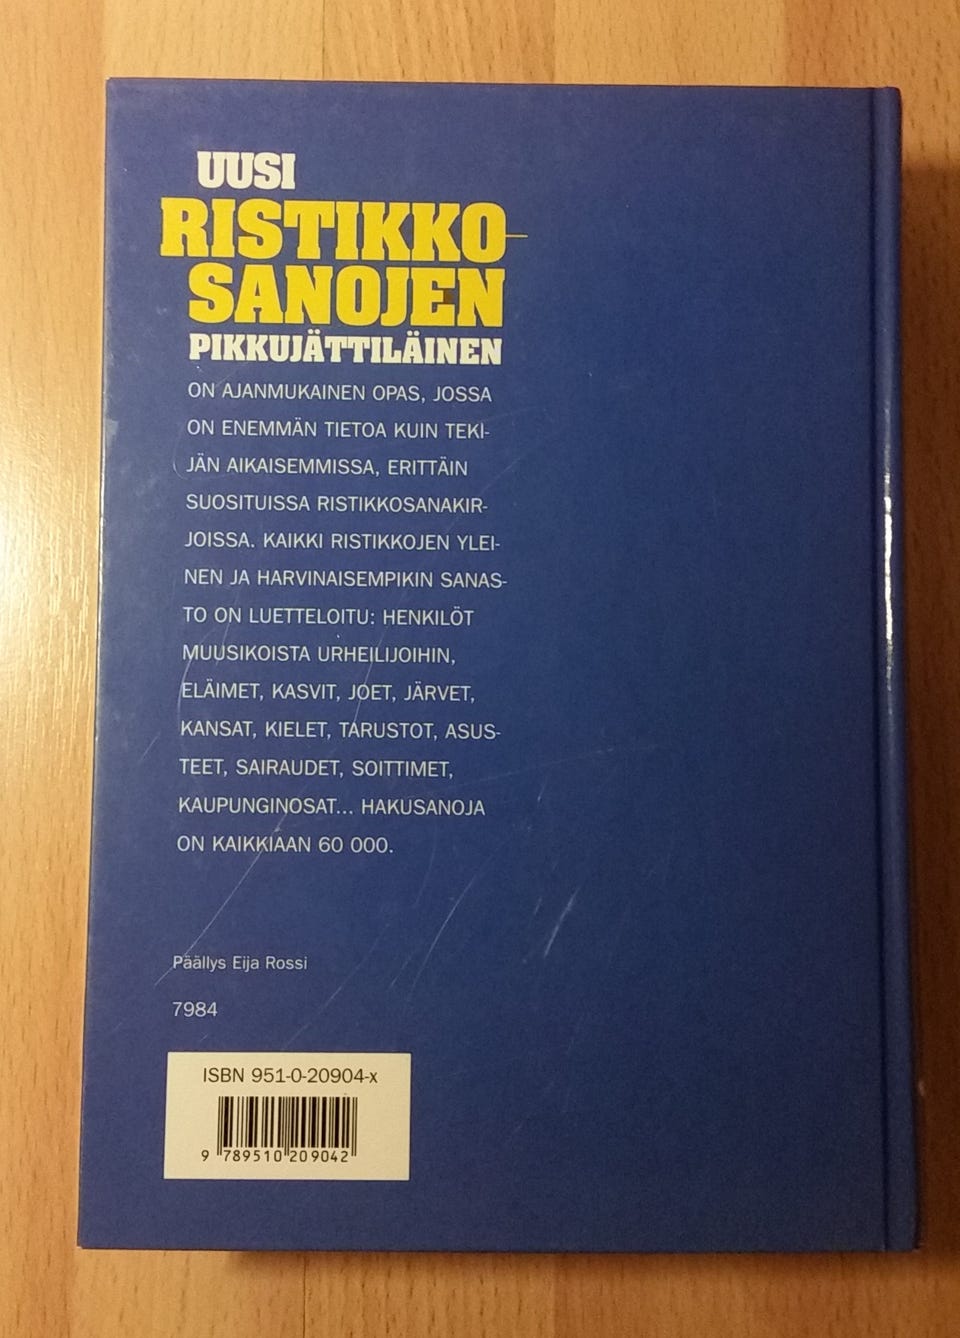 UUSI
RISTIKKO-
SANOJEN
PIKKUJÄTTILÄINEN
ON AJANMUKAINEN OPAS, JOSSA
ON ENEMMÄN TIETOA KUIN TEKI-
JÄN AIKAISEMMISSA, ERITTÄIN
SUOSITUISSA RISTIKKOSANAKIR-
JOISSA. KAIKKI RISTIKKOJEN YLEI-
NEN JA HARVINAISEMPIKIN SANAS-
TO ON LUETTELOITU: HENKILÖT
MUUSIKOISTA URHEILIJOIHIN,
ELÄIMET, KASVIT, JOET, JÄRVET,
KANSAT, KIELET, TARUSTOT, ASUS-
TEET, SAIRAUDET, SOITTIMET,
KAUPUNGINOSAT... HAKUSANOJA
ON KAIKKIAAN 60 000.
Päällys Eija Rossi
7984
ISBN 951-0-20904-x
9 789510 209042